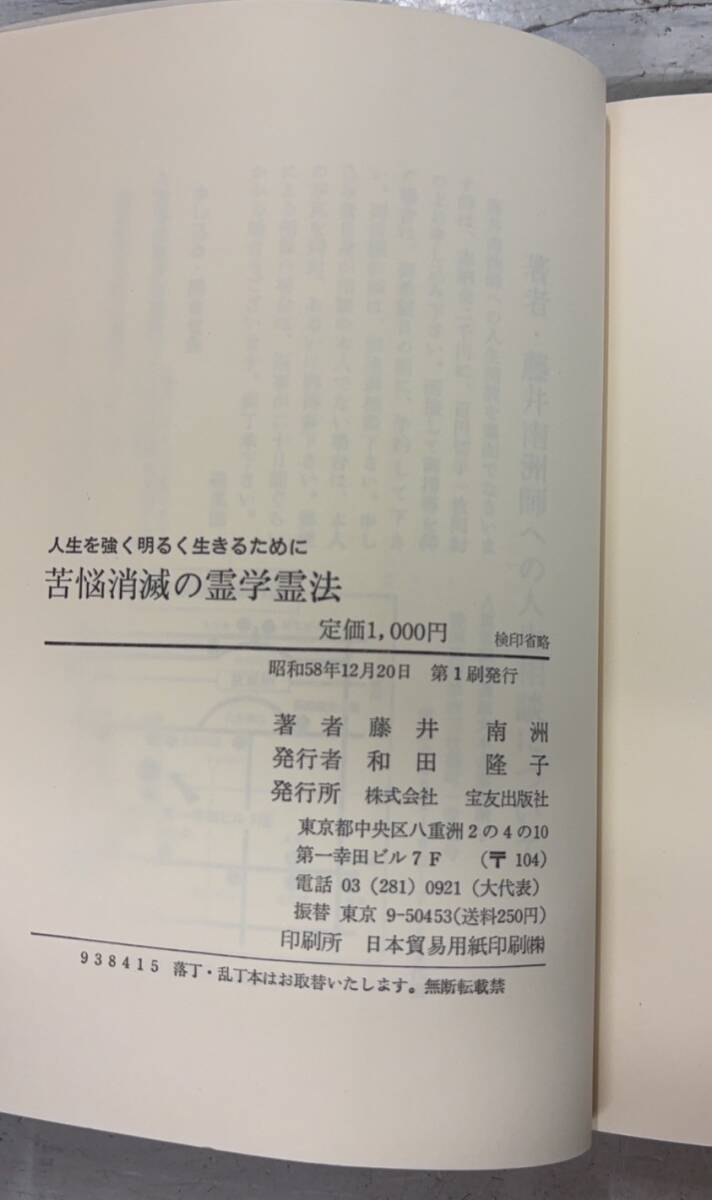 人生を強く明るく生きるために
苦悩消滅の霊学霊法
定価1,000円 検印省略
昭和58年12月20日 第1刷発行
著者 藤井南洲
発行者 和田隆子
発行所 株式会社 宝友出版社
東京都中央区八重洲2の4の10
第一幸田ビル7F (〒104)
電話 03(281)0921(大代表)
振替 東京 9-50453(送料250円)
印刷所 日本貿易用紙印刷㈱
938415 落丁・乱丁本はお取替いたします。無断転載禁